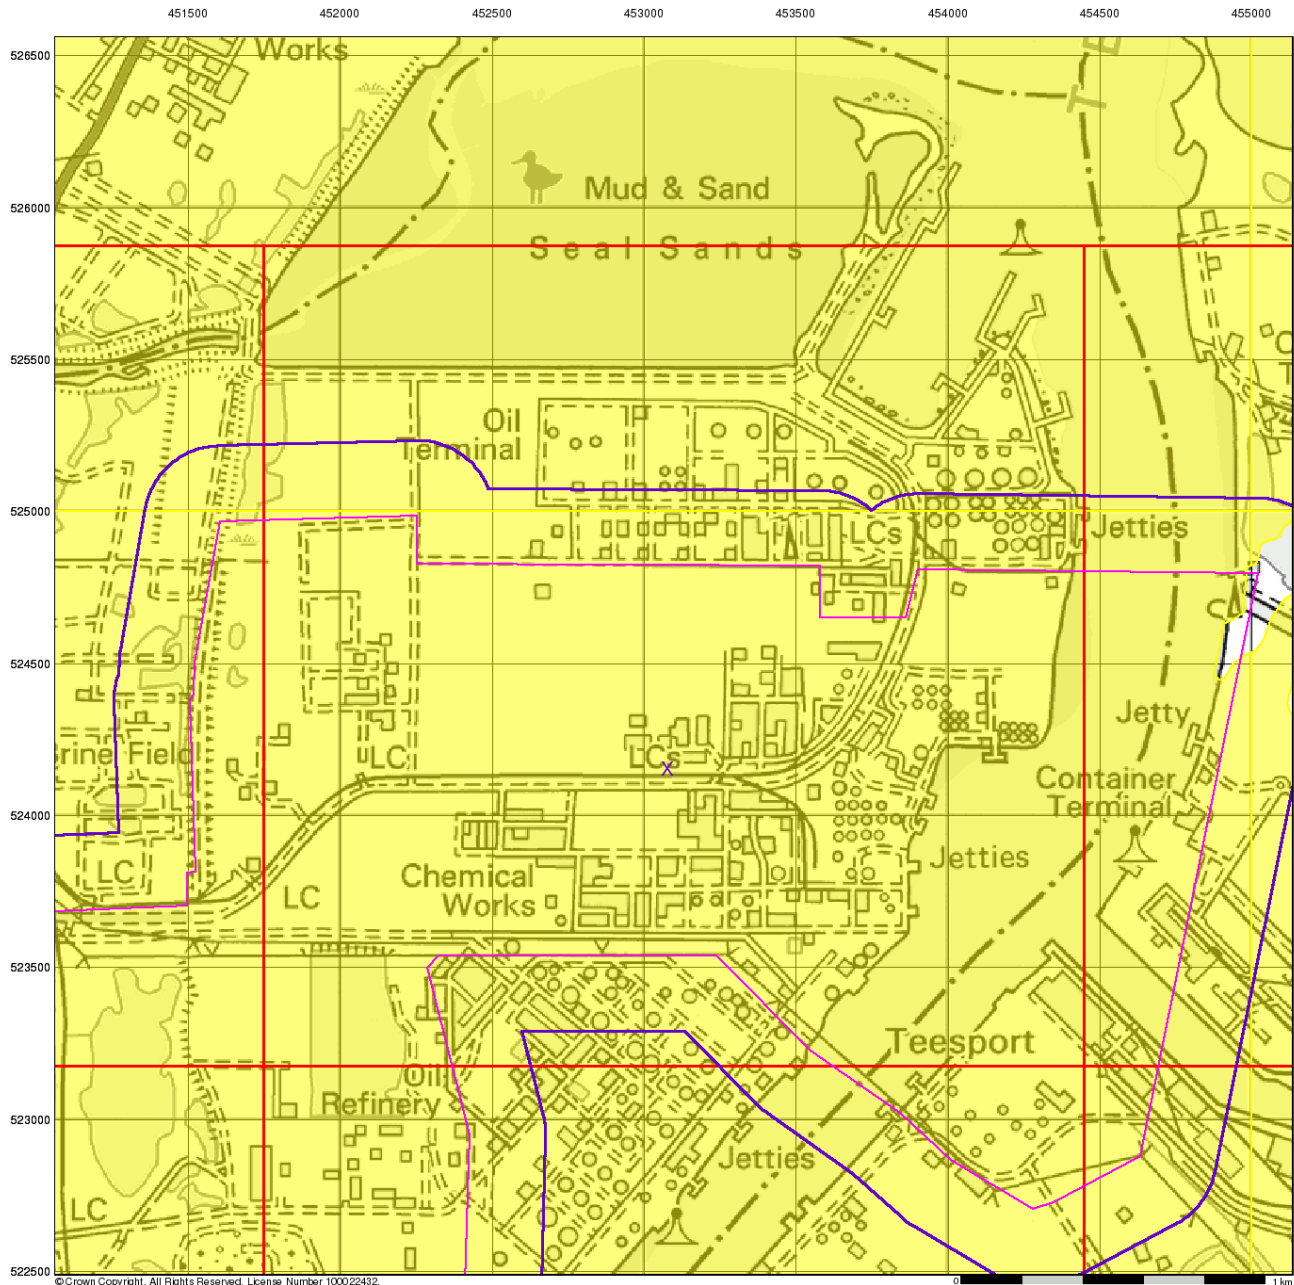 451500 452000 452500 453000 453500 454000 454500 455000
526500
Works
T E
526000
Mud & Sand
Seal Sands
525500
Oil
Terminal
525000
LCs
Jetties
524500
Jetty
Brine Field
LC
LCs
Container
Terminal
524000
LC
Jetties
LC
Chemical
Works
523500
Teesport
Oil
Refinery
523000
Jetties
LC
522500
© Crown Copyright. All Rights Reserved. License Number 100022432.
0 1 km